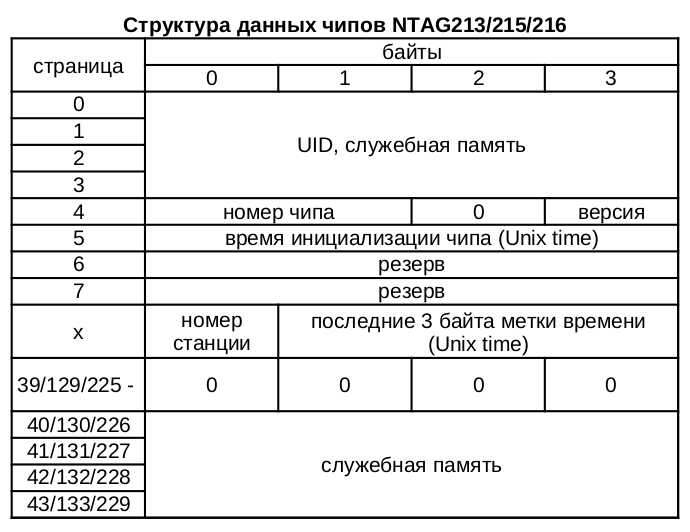 Структура данных чипов NTAG213/215/216
страница
байты
0 1 2 3
0
1
2
3
UID, служебная память
4 номер чипа 0 версия
5 время инициализации чипа (Unix time)
6 резерв
7 резерв
x
номер
станции
последние 3 байта метки времени
(Unix time)
39/129/225 - 0 0 0 0
40/130/226
41/131/227
42/132/228
43/133/229
служебная память